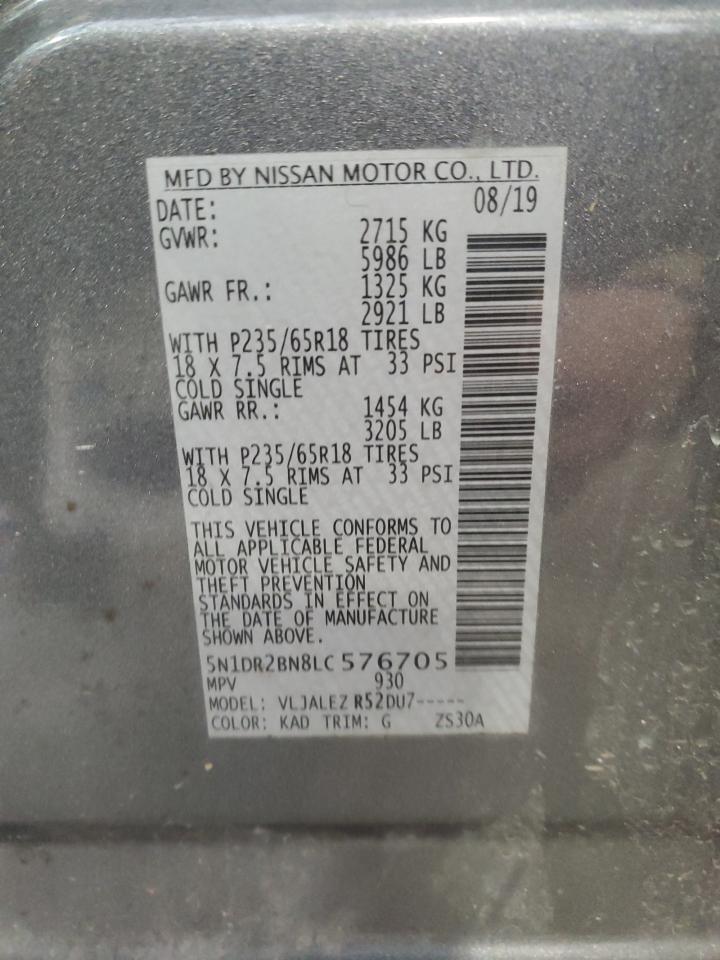 MFD BY NISSAN MOTOR CO., LTD.
DATE: 08/19
GVWR: 2715 KG
5986 LB
GAWR FR.: 1325 KG
2921 LB
WITH P235/65R18 TIRES
18 X 7.5 RIMS AT 33 PSI
COLD SINGLE
GAWR RR.: 1454 KG
3205 LB
WITH P235/65R18 TIRES
18 X 7.5 RIMS AT 33 PSI
COLD SINGLE
THIS VEHICLE CONFORMS TO
ALL APPLICABLE FEDERAL
MOTOR VEHICLE SAFETY AND
THEFT PREVENTION
STANDARDS IN EFFECT ON
THE DATE OF MANUFACTURE
SHOWN ABOVE.
5N1DR2BN8LC 576705
MPV 930
MODEL: VLJALEZ R52DU7-----
COLOR: KAD TRIM: G ZS30A